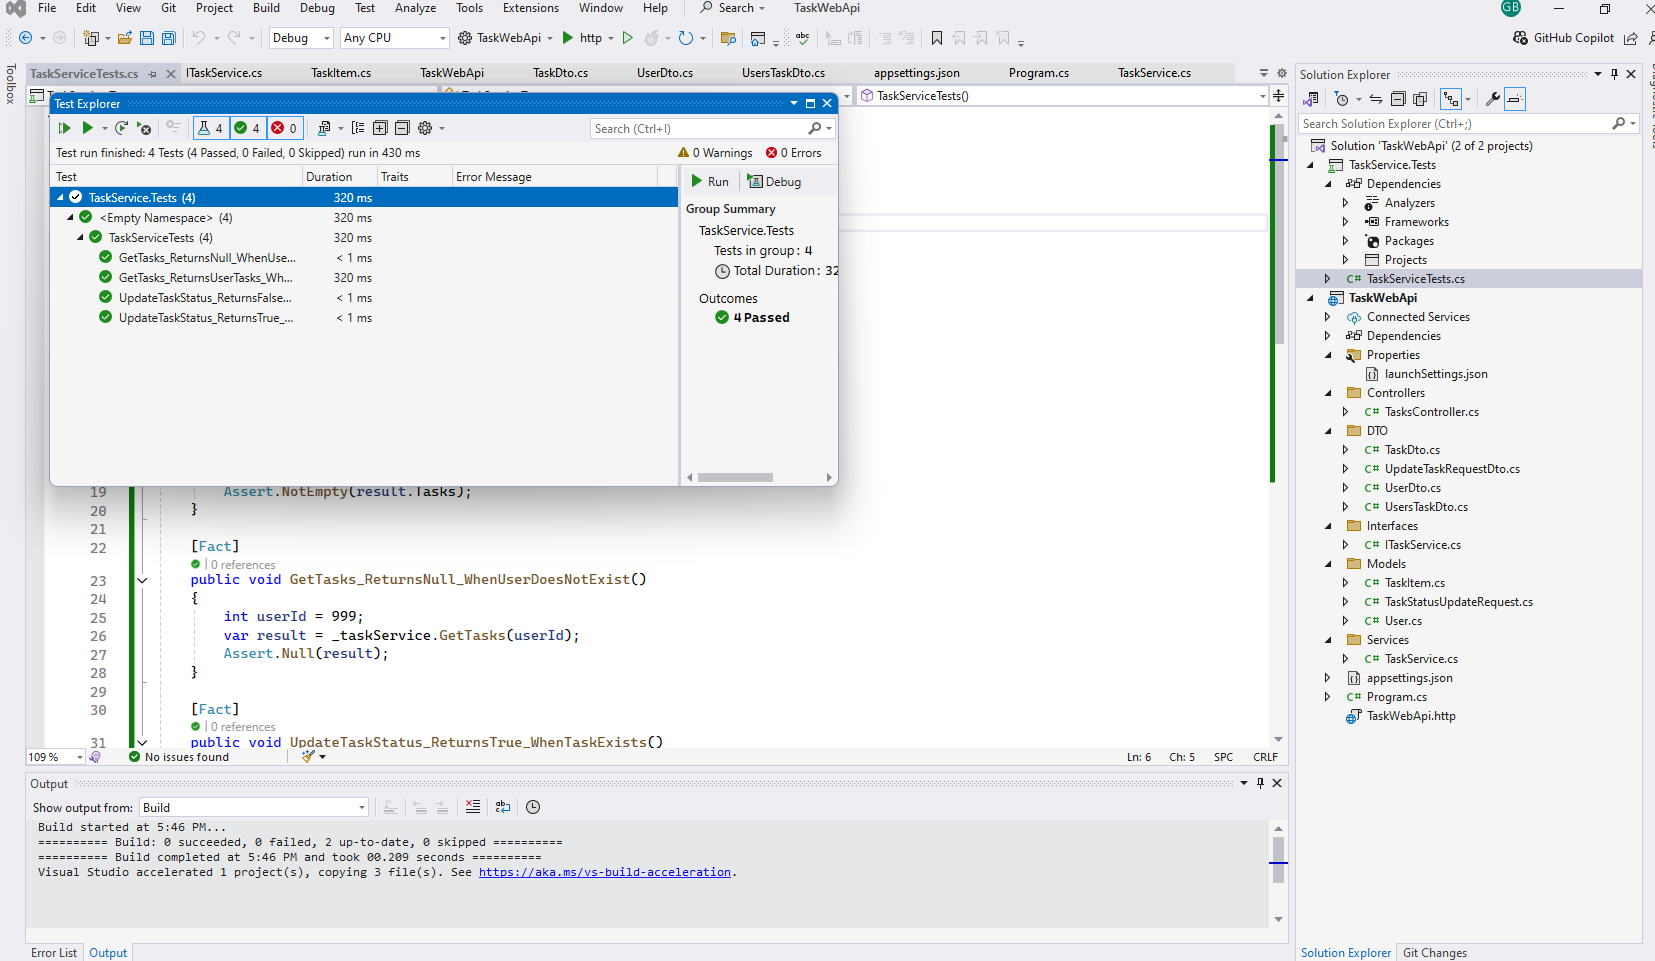 File Edit View Git Project Build Debug Test Analyze Tools Extensions Window Help Search TaskWebApi GB
Debug Any CPU TaskWebApi http abc GitHub Copilot
Toolbox
TaskServiceTests.cs ITaskService.cs TaskItem.cs TaskWebApi TaskDto.cs UserDto.cs UsersTaskDto.cs appsettings.json Program.cs TaskService.cs
TaskServiceTests()
Test Explorer
4 4 0
Search (Ctrl+I)
Test run finished: 4 Tests (4 Passed, 0 Failed, 0 Skipped) run in 430 ms
0 Warnings 0 Errors
Test Duration Traits Error Message
TaskService.Tests (4) 320 ms
<Empty Namespace> (4) 320 ms
TaskServiceTests (4) 320 ms
GetTasks_ReturnsNull_WhenUse... < 1 ms
GetTasks_ReturnsUserTasks_Wh... 320 ms
UpdateTaskStatus_ReturnsFalse... < 1 ms
UpdateTaskStatus_ReturnsTrue_... < 1 ms
Run Debug
Group Summary
TaskService.Tests
Tests in group: 4
Total Duration: 32
Outcomes
4 Passed
19 Assert.NotEmpty(result.Tasks);
20 }
21
22 [Fact]
0 references
23 public void GetTasks_ReturnsNull_WhenUserDoesNotExist()
24 {
25 int userId = 999;
26 var result = _taskService.GetTasks(userId);
27 Assert.Null(result);
28 }
29
30 [Fact]
0 references
31 public void UpdateTaskStatus_ReturnsTrue_WhenTaskExists()
109 % No issues found Ln: 6 Ch: 5 SPC CRLF
Output
Show output from: Build
Build started at 5:46 PM...
========== Build: 0 succeeded, 0 failed, 2 up-to-date, 0 skipped ==========
========== Build completed at 5:46 PM and took 00.209 seconds ==========
Visual Studio accelerated 1 project(s), copying 3 file(s). See https://aka.ms/vs-build-acceleration.
Error List Output
Solution Explorer
Search Solution Explorer (Ctrl+;)
Solution 'TaskWebApi' (2 of 2 projects)
TaskService.Tests
Dependencies
Analyzers
Frameworks
Packages
Projects
C# TaskServiceTests.cs
TaskWebApi
Connected Services
Dependencies
Properties
launchSettings.json
Controllers
C# TasksController.cs
DTO
C# TaskDto.cs
C# UpdateTaskRequestDto.cs
C# UserDto.cs
C# UsersTaskDto.cs
Interfaces
C# ITaskService.cs
Models
C# TaskItem.cs
C# TaskStatusUpdateRequest.cs
C# User.cs
Services
C# TaskService.cs
appsettings.json
C# Program.cs
TaskWebApi.http
Solution Explorer Git Changes